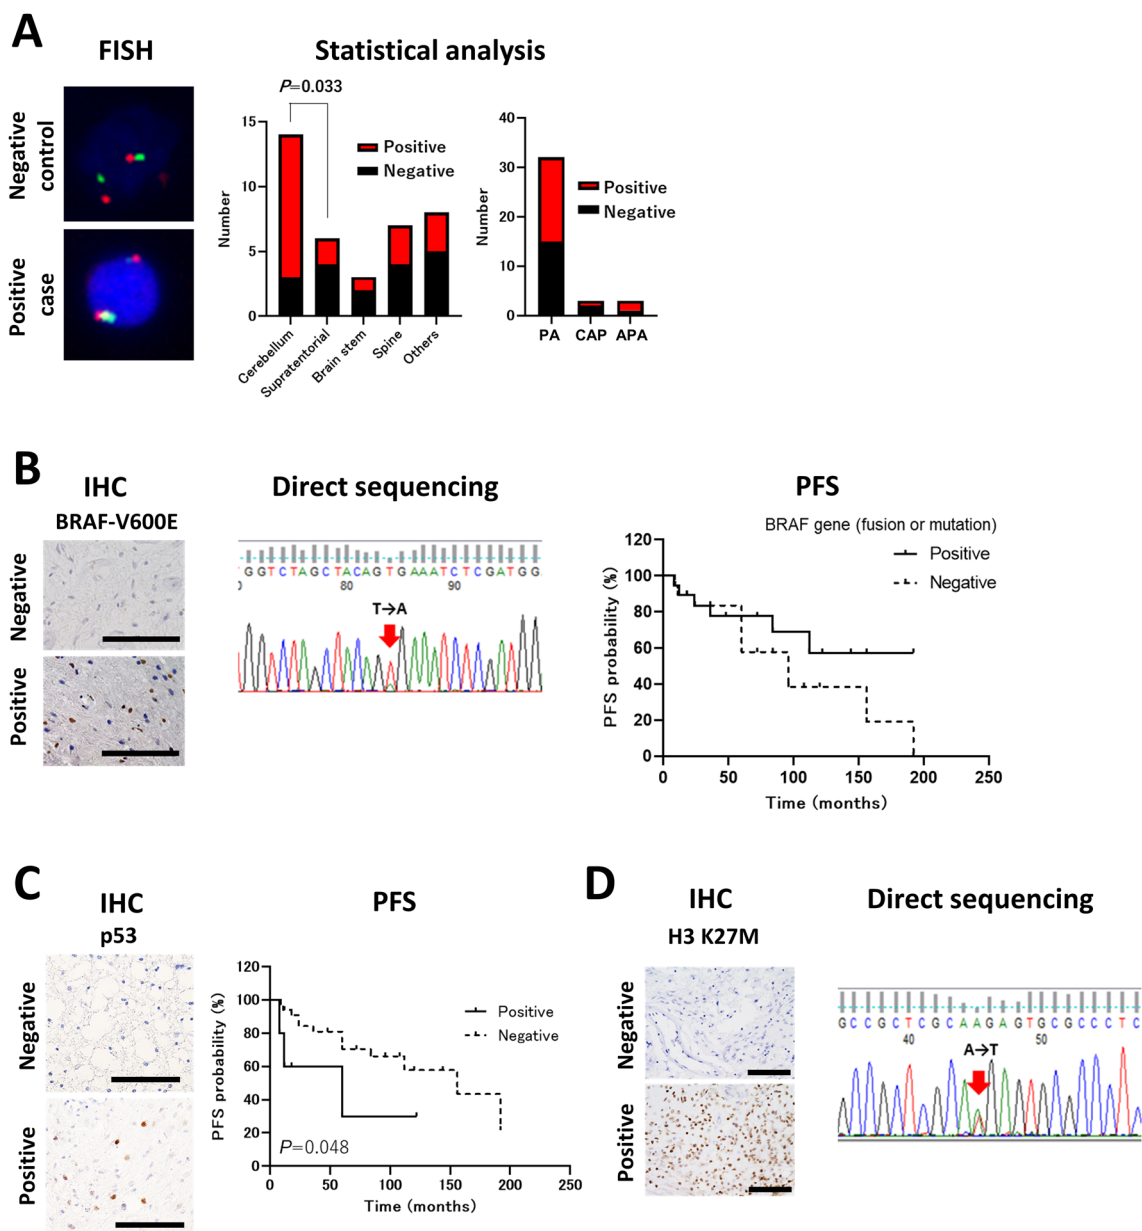 A
FISH
Statistical analysis
Negative
control
Positive
case
P=0.033
15
10
5
0
Number
Positive
Negative
Cerebellum
Supratentorial
Brain stem
Spine
Others
40
30
20
10
0
Number
Positive
Negative
PA
CAP
APA
B
IHC
BRAF-V600E
Negative
Positive
Direct sequencing
GGTCTAGCTACAGTGAAATCTCGATGG
80
90
T→A
PFS
BRAF gene (fusion or mutation)
Positive
Negative
120
100
80
60
40
20
0
PFS probability (%)
0 50 100 150 200 250
Time (months)
C
IHC
p53
Negative
Positive
PFS
120
100
80
60
40
20
0
PFS probability (%)
Positive
Negative
P=0.048
0 50 100 150 200 250
Time (months)
D
IHC
H3 K27M
Negative
Positive
Direct sequencing
GCCGCTCGCAAGAGTGCGCCCTC
40
50
A→T